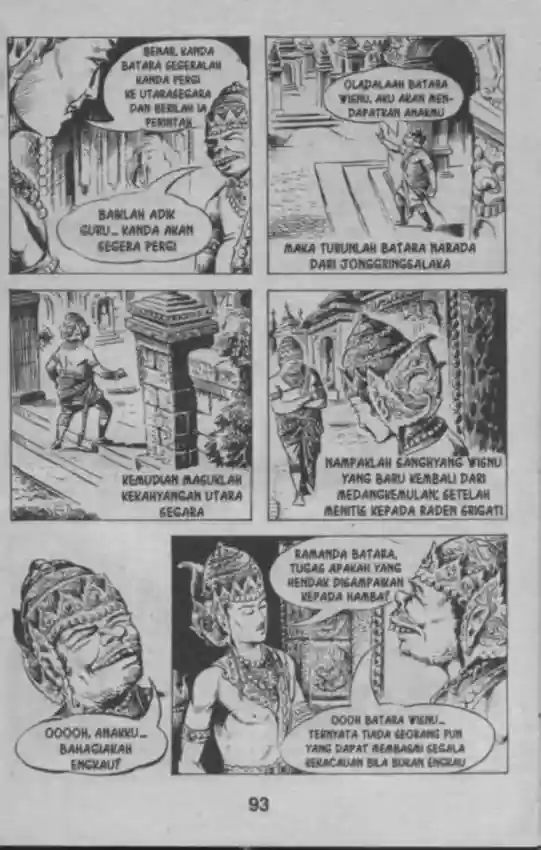 BENAR, KANDA
BATARA SEGERALAH
KANDA PERGI
KE UTARASEGARA
DAN BERILAH IA
PERINTAH
BAIKLAH ADIK
GURU... KANDA AKAN
SEGERA PERGI
OLADALAAH BATARA
WISNU, AKU AKAN MEN-
DAPATKAN ANAKMU
MAKA TURUNLAH BATARA NARADA
DARI JONGGRINGSALAKA
KEMUDIAN MASUKLAH
KEKAHYANGAN UTARA
SEGARA
NAMPAKLAH SANGHYANG WISNU
YANG BARU KEMBALI DARI
MEDANGKEMULAN; SETELAH
MENITIS KEPADA RADEN SRIGATI
OOOOH, ANAKKU...
BAHAGIAKAH
ENGKAU?
RAMANDA BATARA,
TUGAS APAKAH YANG
HENDAK DISAMPAIKAN
KEPADA HAMBA?
OOOH BATARA WISNU...
TERNYATA TIADA SEORANG PUN
YANG DAPAT MEMBASMI SEGALA
KEKACAUAN BILA BUKAN ENGKAU
93